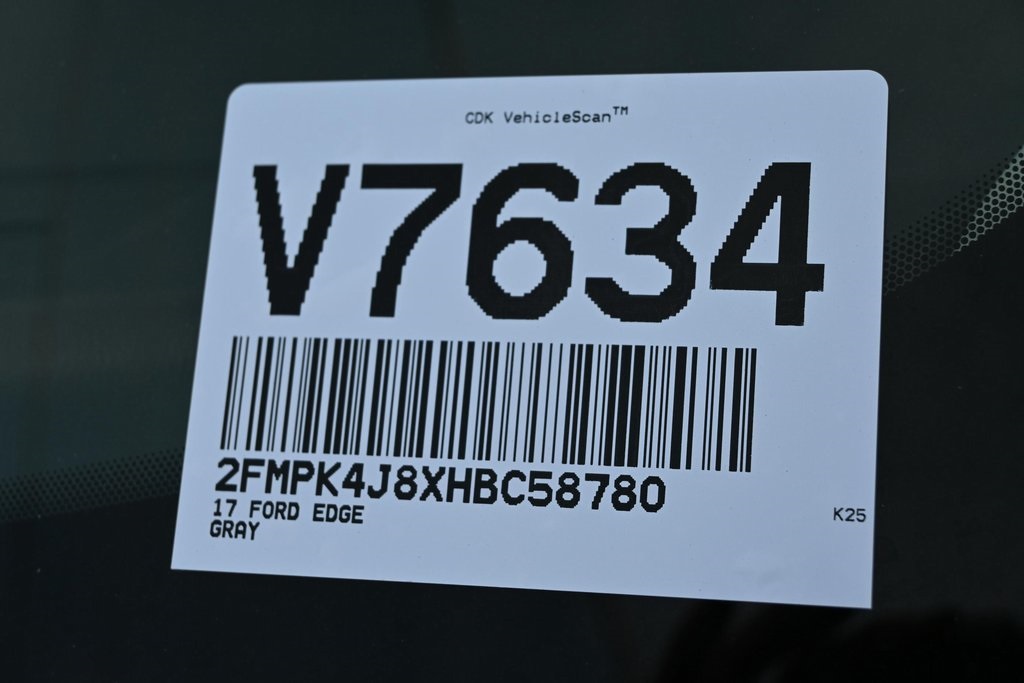 CDK VehicleScan™
V7634
2FMPK4J8XHBC58780
17 FORD EDGE
GRAY
K25